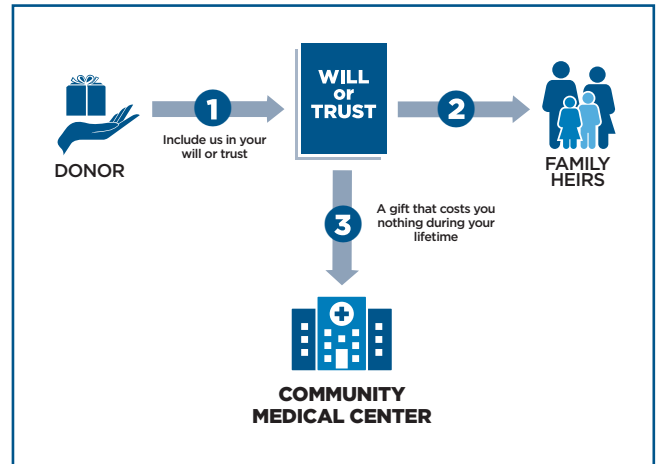 DONOR
1
Include us in your
will or trust
WILL
or
TRUST
2
FAMILY
HEIRS
3
A gift that costs you
nothing during your
lifetime
COMMUNITY
MEDICAL CENTER